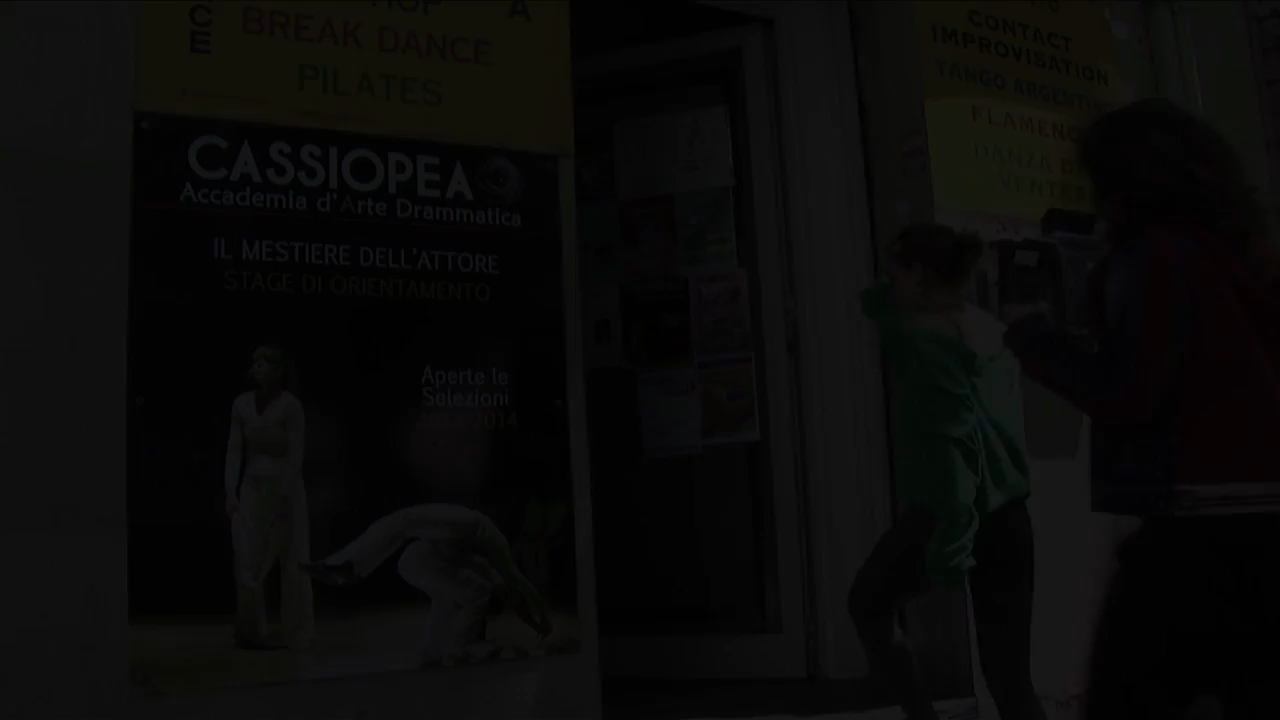 BREAK DANCE
PILATES
CASSIOPEA
Accademia d'Arte Drammatica
IL MESTIERE DELL'ATTORE
STAGE DI ORIENTAMENTO
Aperte le
Selezioni
CONTACT
IMPROVISATION
TANGO ARGENTINO
FLAMENCO